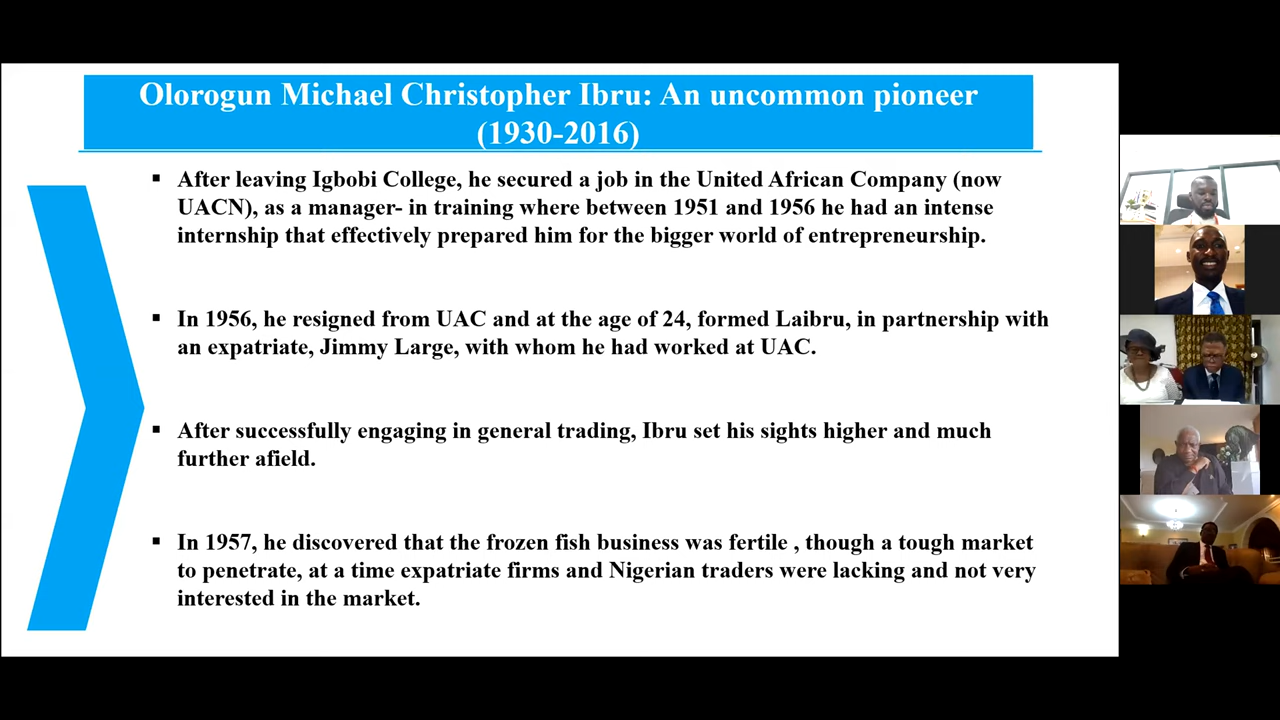 Olorogun Michael Christopher Ibru: An uncommon pioneer
(1930-2016)
▪ After leaving Igbobi College, he secured a job in the United African Company (now
UACN), as a manager- in training where between 1951 and 1956 he had an intense
internship that effectively prepared him for the bigger world of entrepreneurship.
▪ In 1956, he resigned from UAC and at the age of 24, formed Laibru, in partnership with
an expatriate, Jimmy Large, with whom he had worked at UAC.
▪ After successfully engaging in general trading, Ibru set his sights higher and much
further afield.
▪ In 1957, he discovered that the frozen fish business was fertile , though a tough market
to penetrate, at a time expatriate firms and Nigerian traders were lacking and not very
interested in the market.